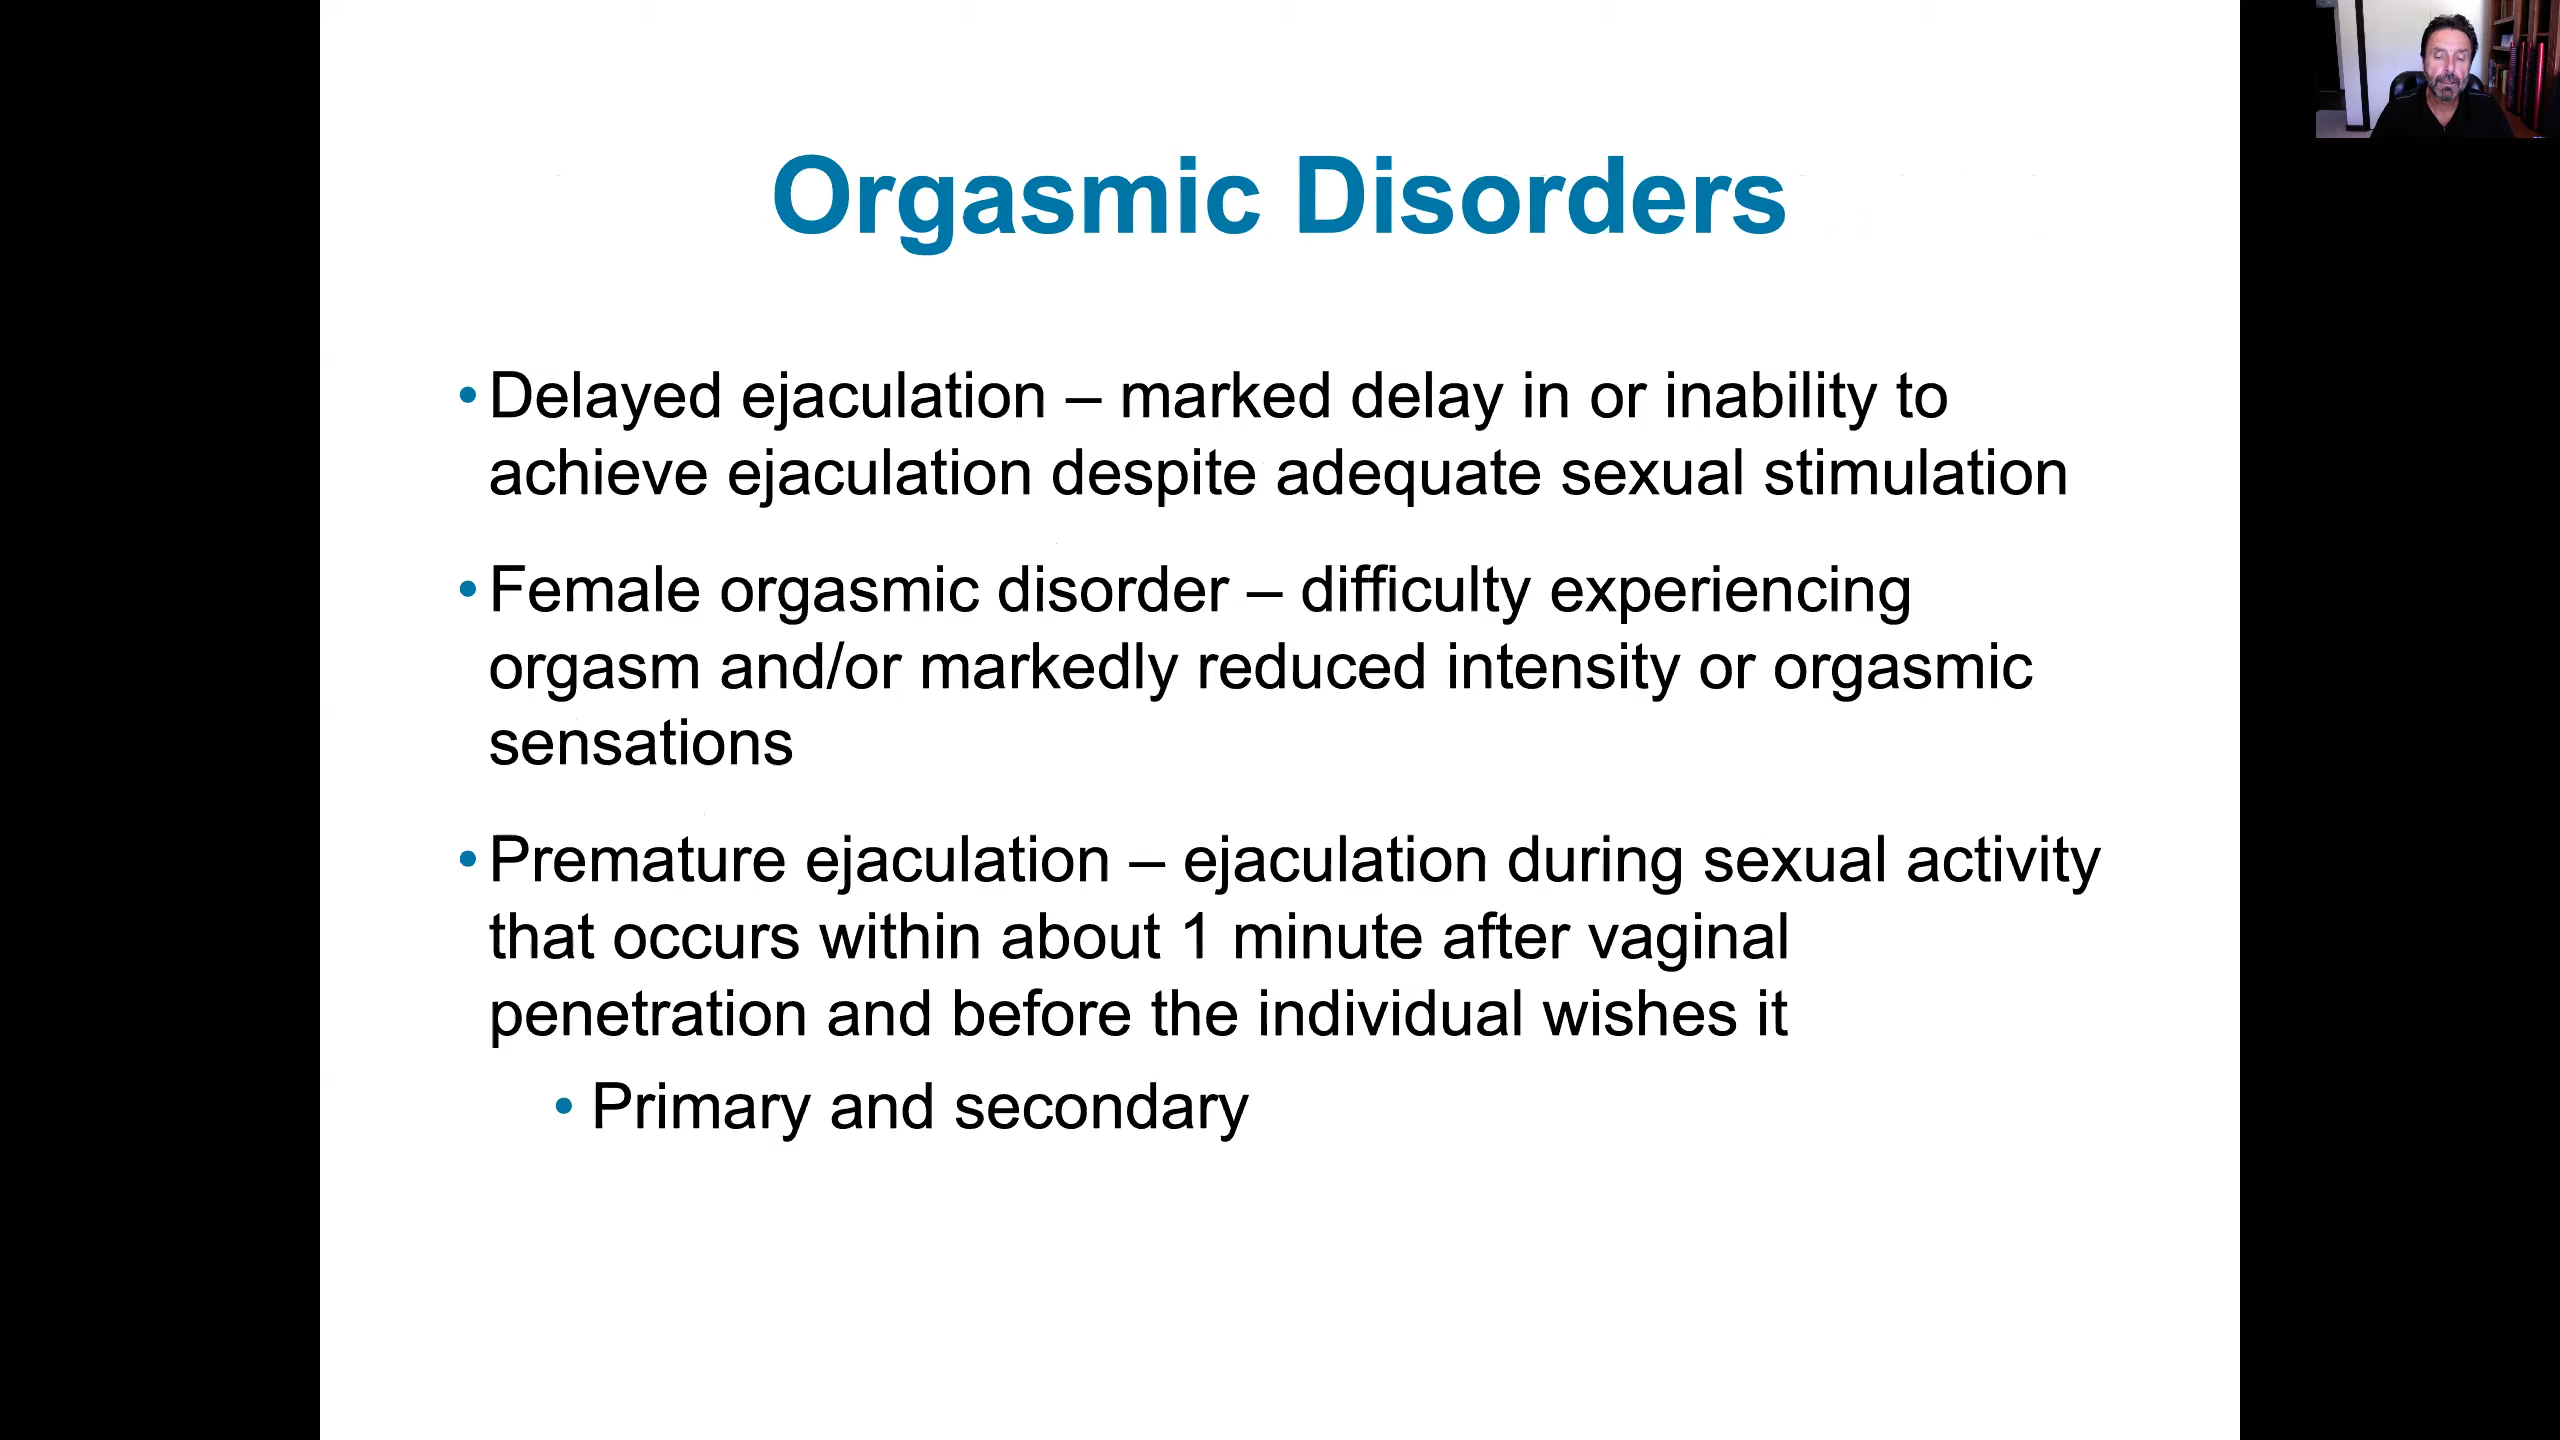 Orgasmic Disorders
• Delayed ejaculation – marked delay in or inability to
achieve ejaculation despite adequate sexual stimulation
• Female orgasmic disorder – difficulty experiencing
orgasm and/or markedly reduced intensity or orgasmic
sensations
• Premature ejaculation – ejaculation during sexual activity
that occurs within about 1 minute after vaginal
penetration and before the individual wishes it
• Primary and secondary